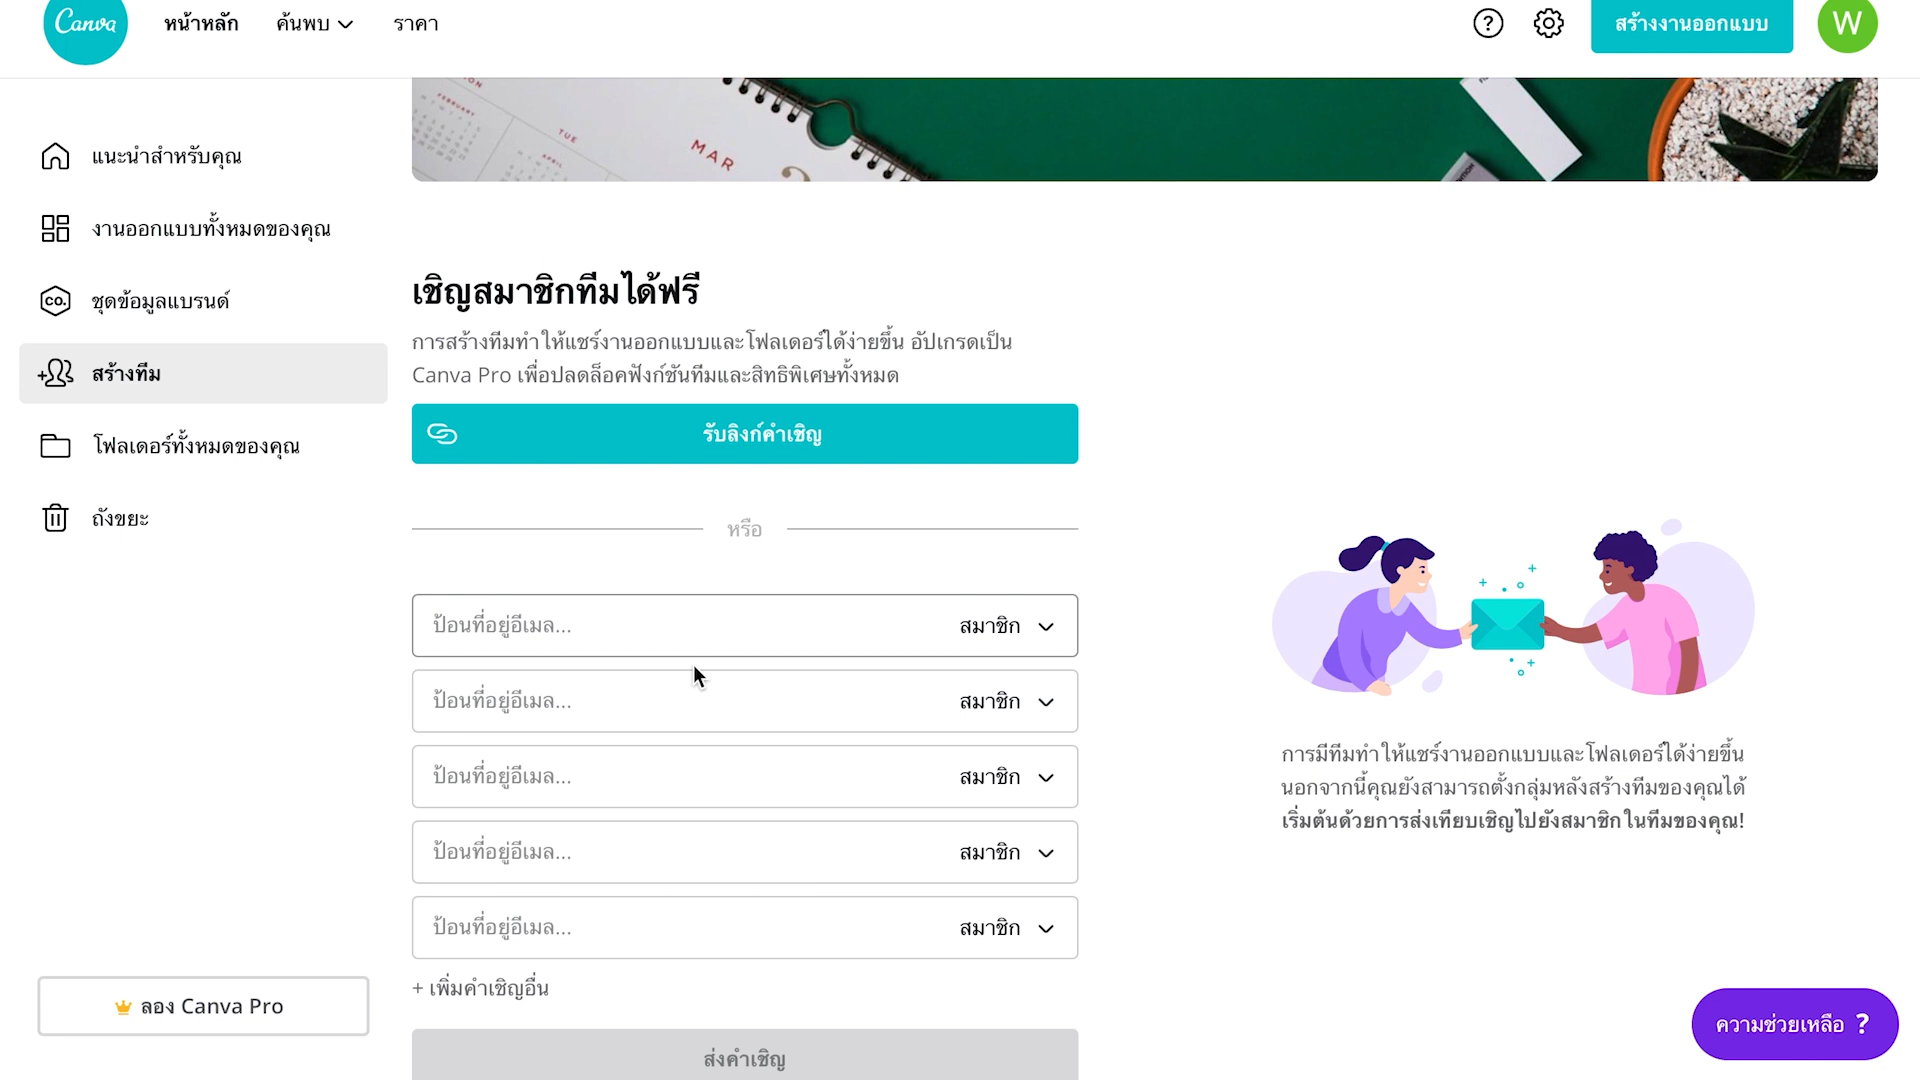 Canva
หน้าหลัก
ค้นพบ
ราคา
สร้างงานออกแบบ
W
แนะนำสำหรับคุณ
งานออกแบบทั้งหมดของคุณ
CO.
ชุดข้อมูลแบรนด์
สร้างทีม
โฟลเดอร์ทั้งหมดของคุณ
ถังขยะ
ลอง Canva Pro
FEBRUARY
TUE
APRIL
MAR
เชิญสมาชิกทีมได้ฟรี
การสร้างทีมทำให้แชร์งานออกแบบและโฟลเดอร์ได้ง่ายขึ้น อัปเกรดเป็น
Canva Pro เพื่อปลดล็อคฟังก์ชันทีมและสิทธิพิเศษทั้งหมด
รับลิงก์คำเชิญ
หรือ
ป้อนที่อยู่อีเมล... สมาชิก
ป้อนที่อยู่อีเมล... สมาชิก
ป้อนที่อยู่อีเมล... สมาชิก
ป้อนที่อยู่อีเมล... สมาชิก
ป้อนที่อยู่อีเมล... สมาชิก
+ เพิ่มคำเชิญอื่น
ส่งคำเชิญ
การมีทีมทำให้แชร์งานออกแบบและโฟลเดอร์ได้ง่ายขึ้น
นอกจากนี้คุณยังสามารถตั้งกลุ่มหลังสร้างทีมของคุณได้
เริ่มต้นด้วยการส่งเทียบเชิญไปยังสมาชิกในทีมของคุณ!
ความช่วยเหลือ ?